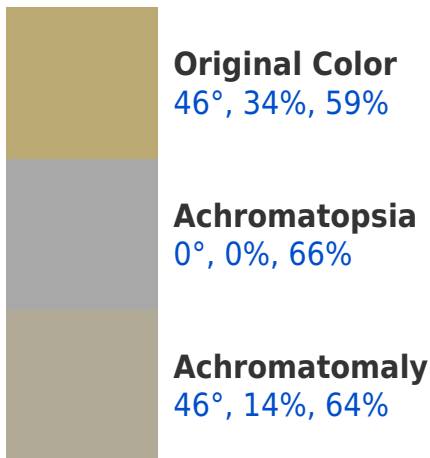 Original Color
46°, 34%, 59%
Achromatopsia
0°, 0%, 66%
Achromatomaly
46°, 14%, 64%